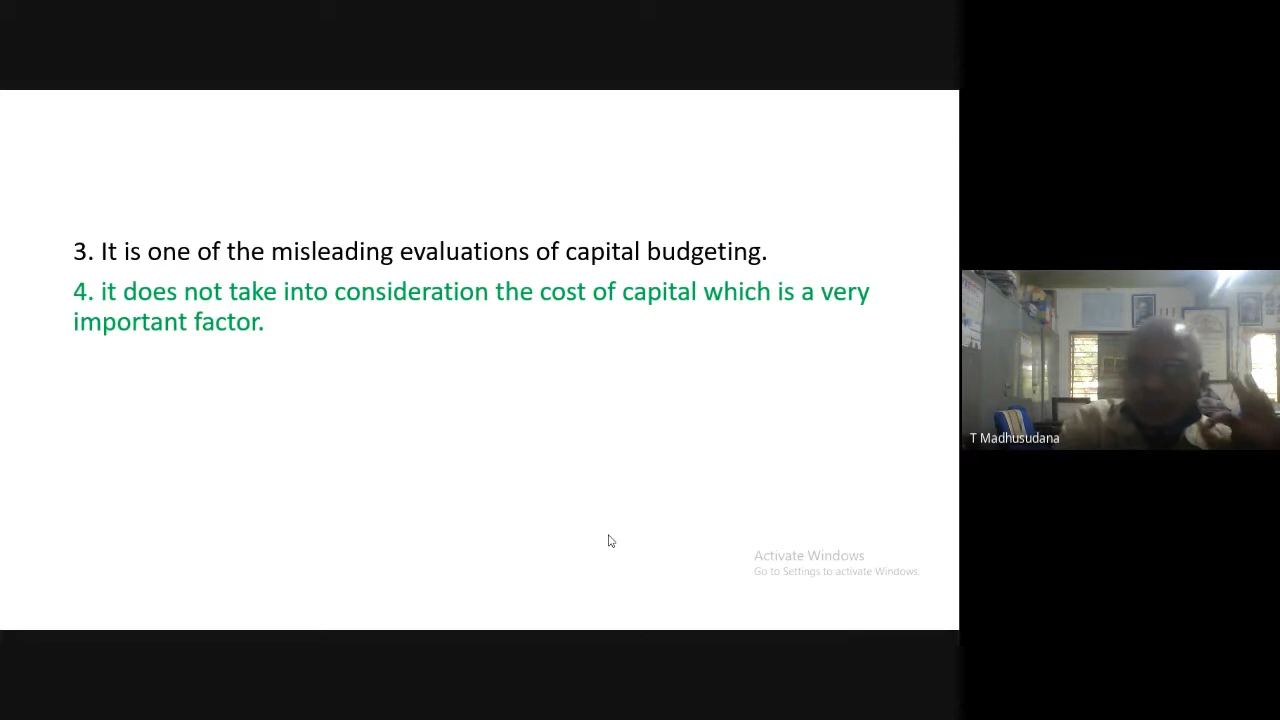 3. It is one of the misleading evaluations of capital budgeting.
4. it does not take into consideration the cost of capital which is a very
important factor.
Activate Windows
Go to Settings to activate Windows.
T Madhusudana